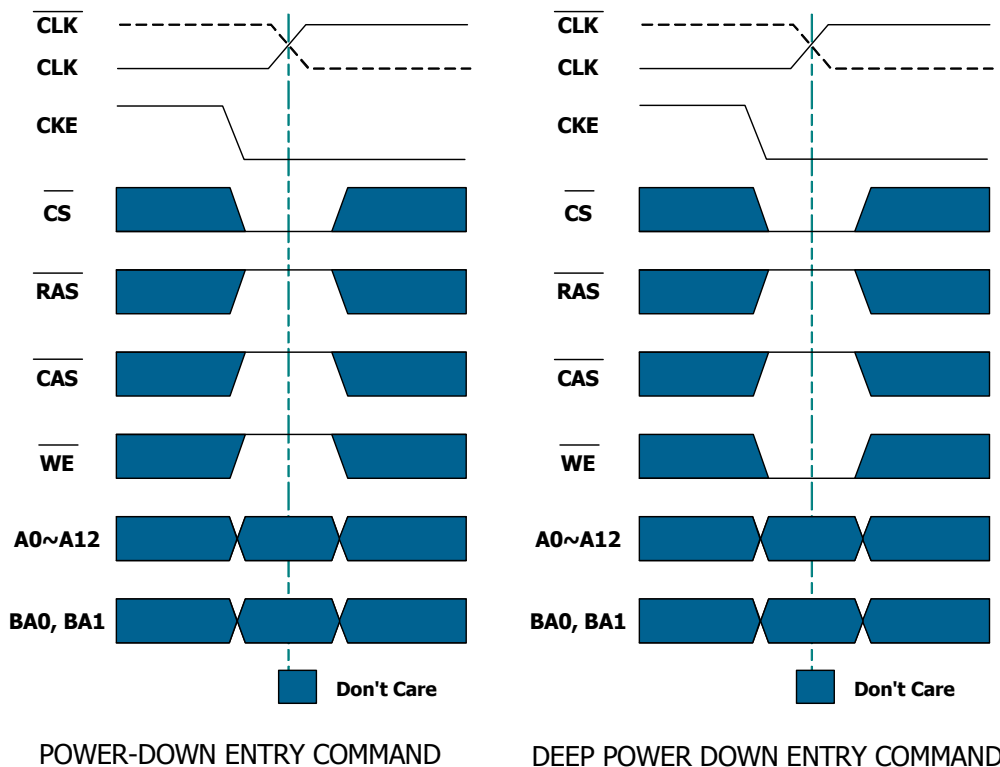 CLK
CLK
CKE
CS
RAS
CAS
WE
A0~A12
BA0, BA1
Don't Care
POWER-DOWN ENTRY COMMAND
CLK
CLK
CKE
CS
RAS
CAS
WE
A0~A12
BA0, BA1
Don't Care
DEEP POWER DOWN ENTRY COMMAND